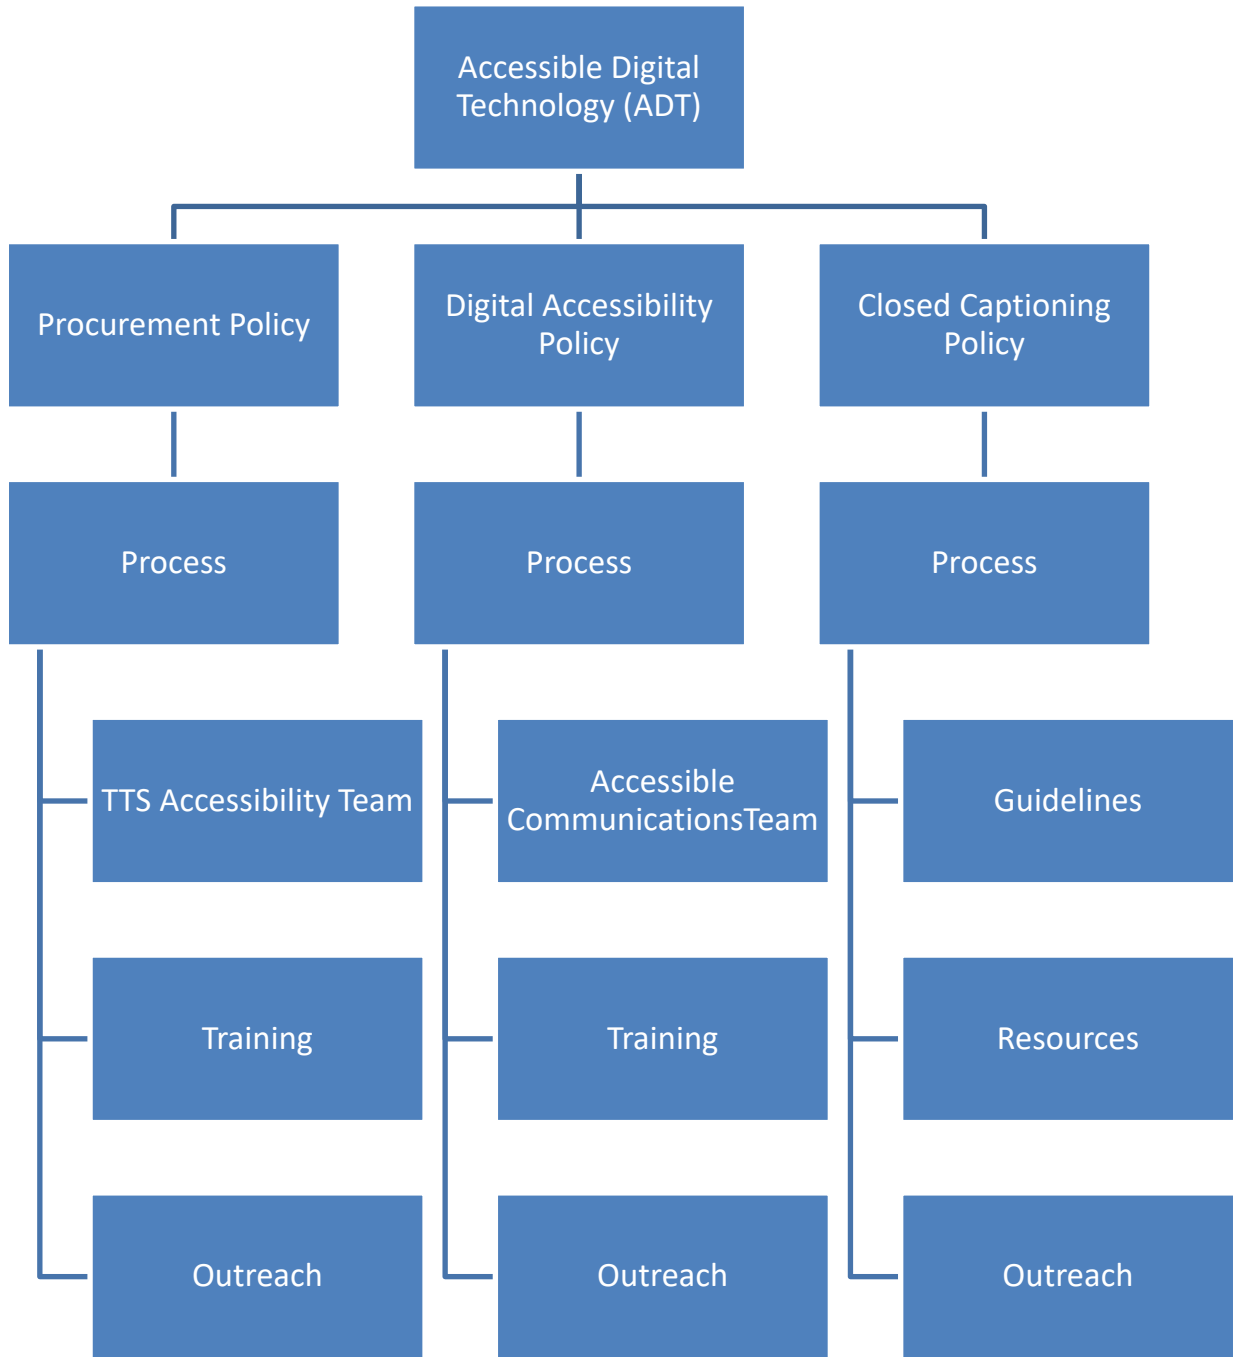 Accessible Digital
Technology (ADT)
Procurement Policy
Digital Accessibility
Policy
Closed Captioning
Policy
Process
Process
Process
TTS Accessibility Team
Accessible
CommunicationsTeam
Guidelines
Training
Training
Resources
Outreach
Outreach
Outreach